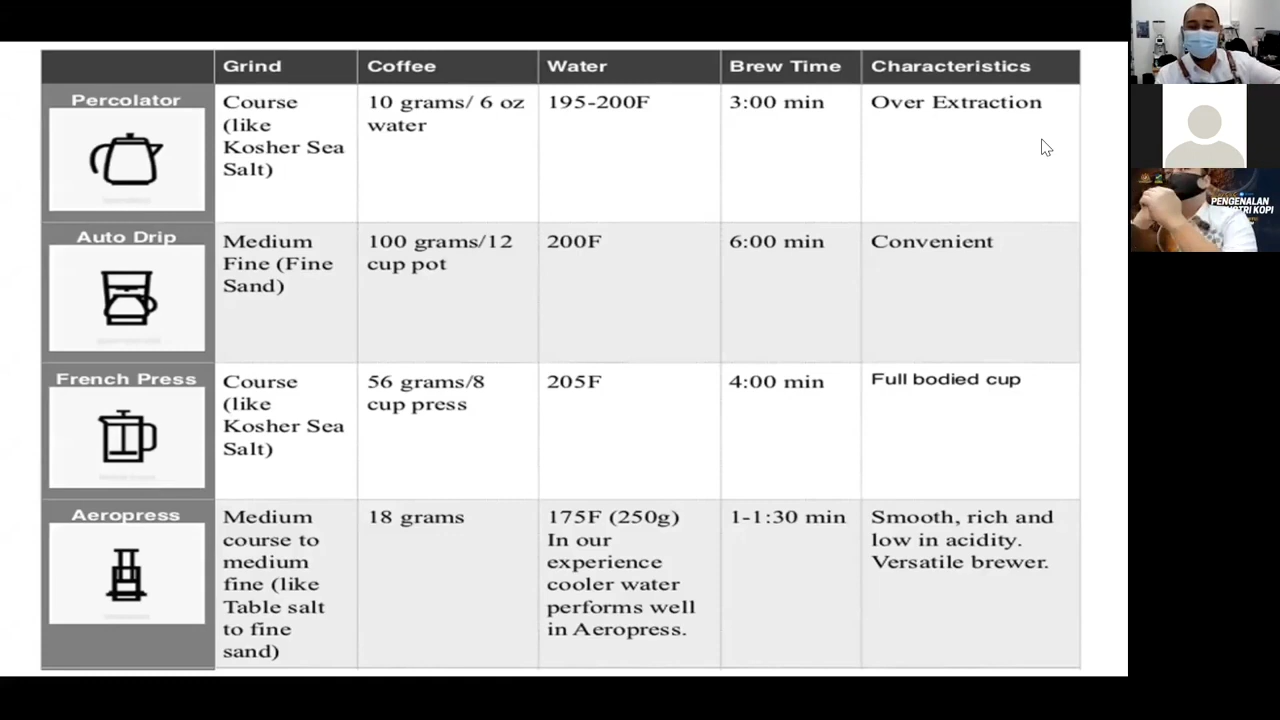 Grind
Coffee
Water
Brew Time
Characteristics
Percolator
Course
(like
Kosher Sea
Salt)
10 grams/ 6 oz
water
195-200F
3:00 min
Over Extraction
Auto Drip
Medium
Fine (Fine
Sand)
100 grams/12
cup pot
200F
6:00 min
Convenient
French Press
Course
(like
Kosher Sea
Salt)
56 grams/8
cup press
205F
4:00 min
Full bodied cup
Aeropress
Medium
course to
medium
fine (like
Table salt
to fine
sand)
18 grams
175F (250g)
In our
experience
cooler water
performs well
in Aeropress.
1-1:30 min
Smooth, rich and
low in acidity.
Versatile brewer.
PENGENALAN
KOPI